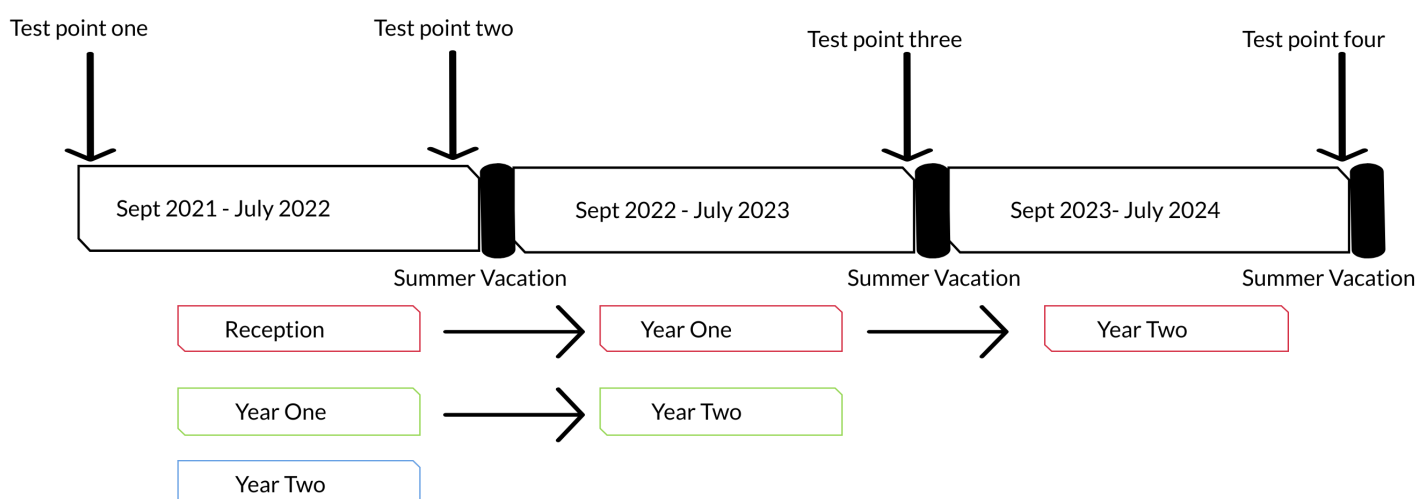 Test point one
Test point two
Test point three
Test point four
Sept 2021 - July 2022
Sept 2022 - July 2023
Sept 2023- July 2024
Summer Vacation
Summer Vacation
Summer Vacation
Reception
Year One
Year Two
Year One
Year Two
Year Two